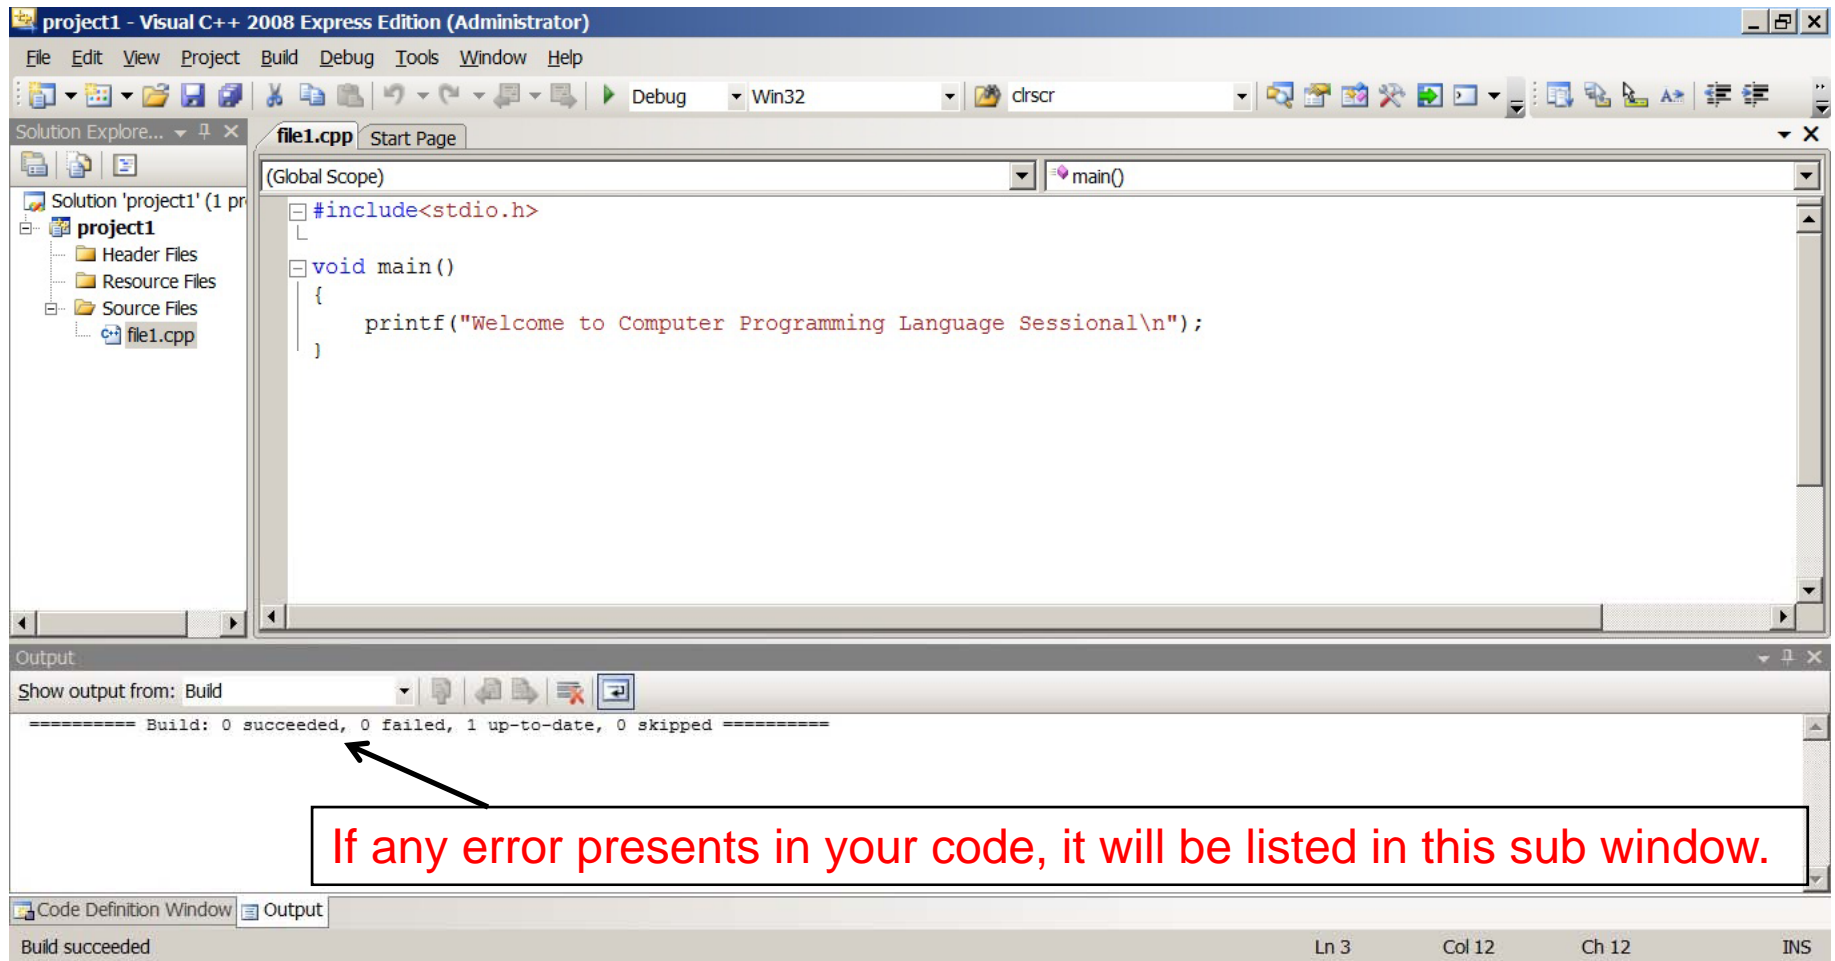 project1 - Visual C++ 2008 Express Edition (Administrator)
File Edit View Project Build Debug Tools Window Help
Debug Win32 clrscr
Solution Explore...
file1.cpp Start Page
(Global Scope) main()
Solution 'project1' (1 pr
project1
Header Files
Resource Files
Source Files
file1.cpp
#include<stdio.h>
void main()
{
printf("Welcome to Computer Programming Language Sessional\n");
}
Output
Show output from: Build
========== Build: 0 succeeded, 0 failed, 1 up-to-date, 0 skipped ==========
If any error presents in your code, it will be listed in this sub window.
Code Definition Window Output
Build succeeded Ln 3 Col 12 Ch 12 INS